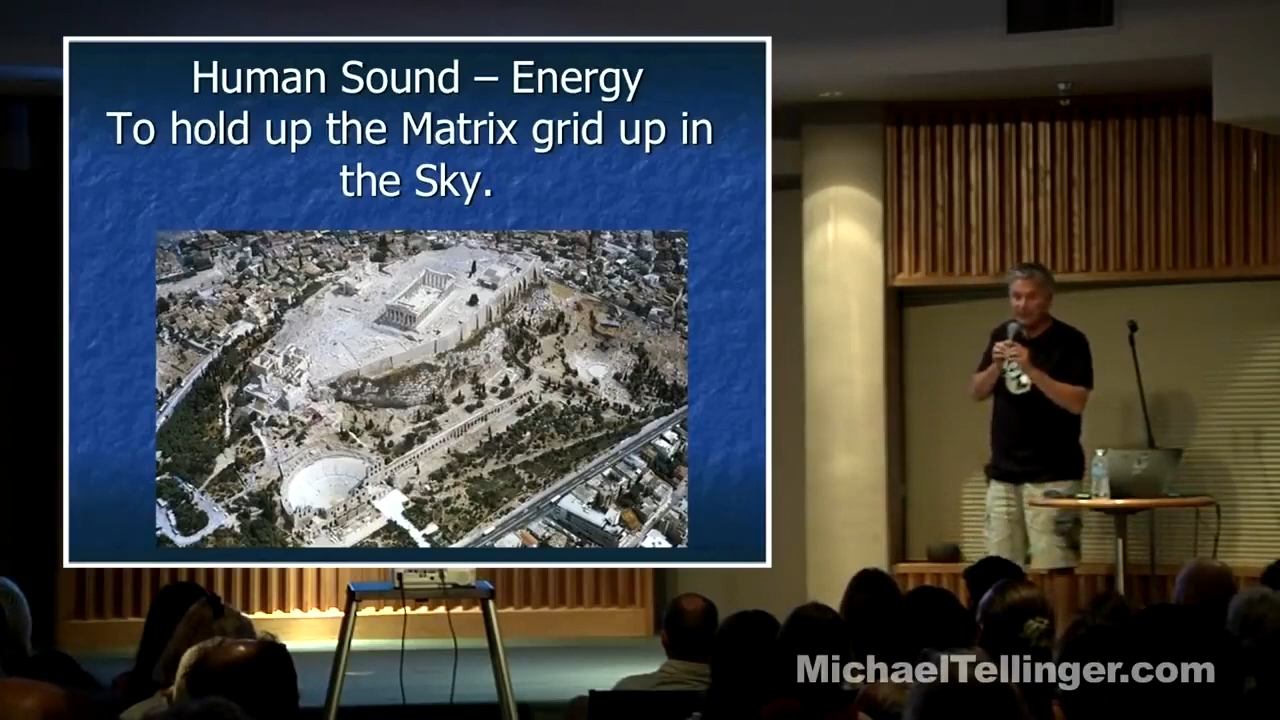 Human Sound – Energy
To hold up the Matrix grid up in
the Sky.
MichaelTellinger.com